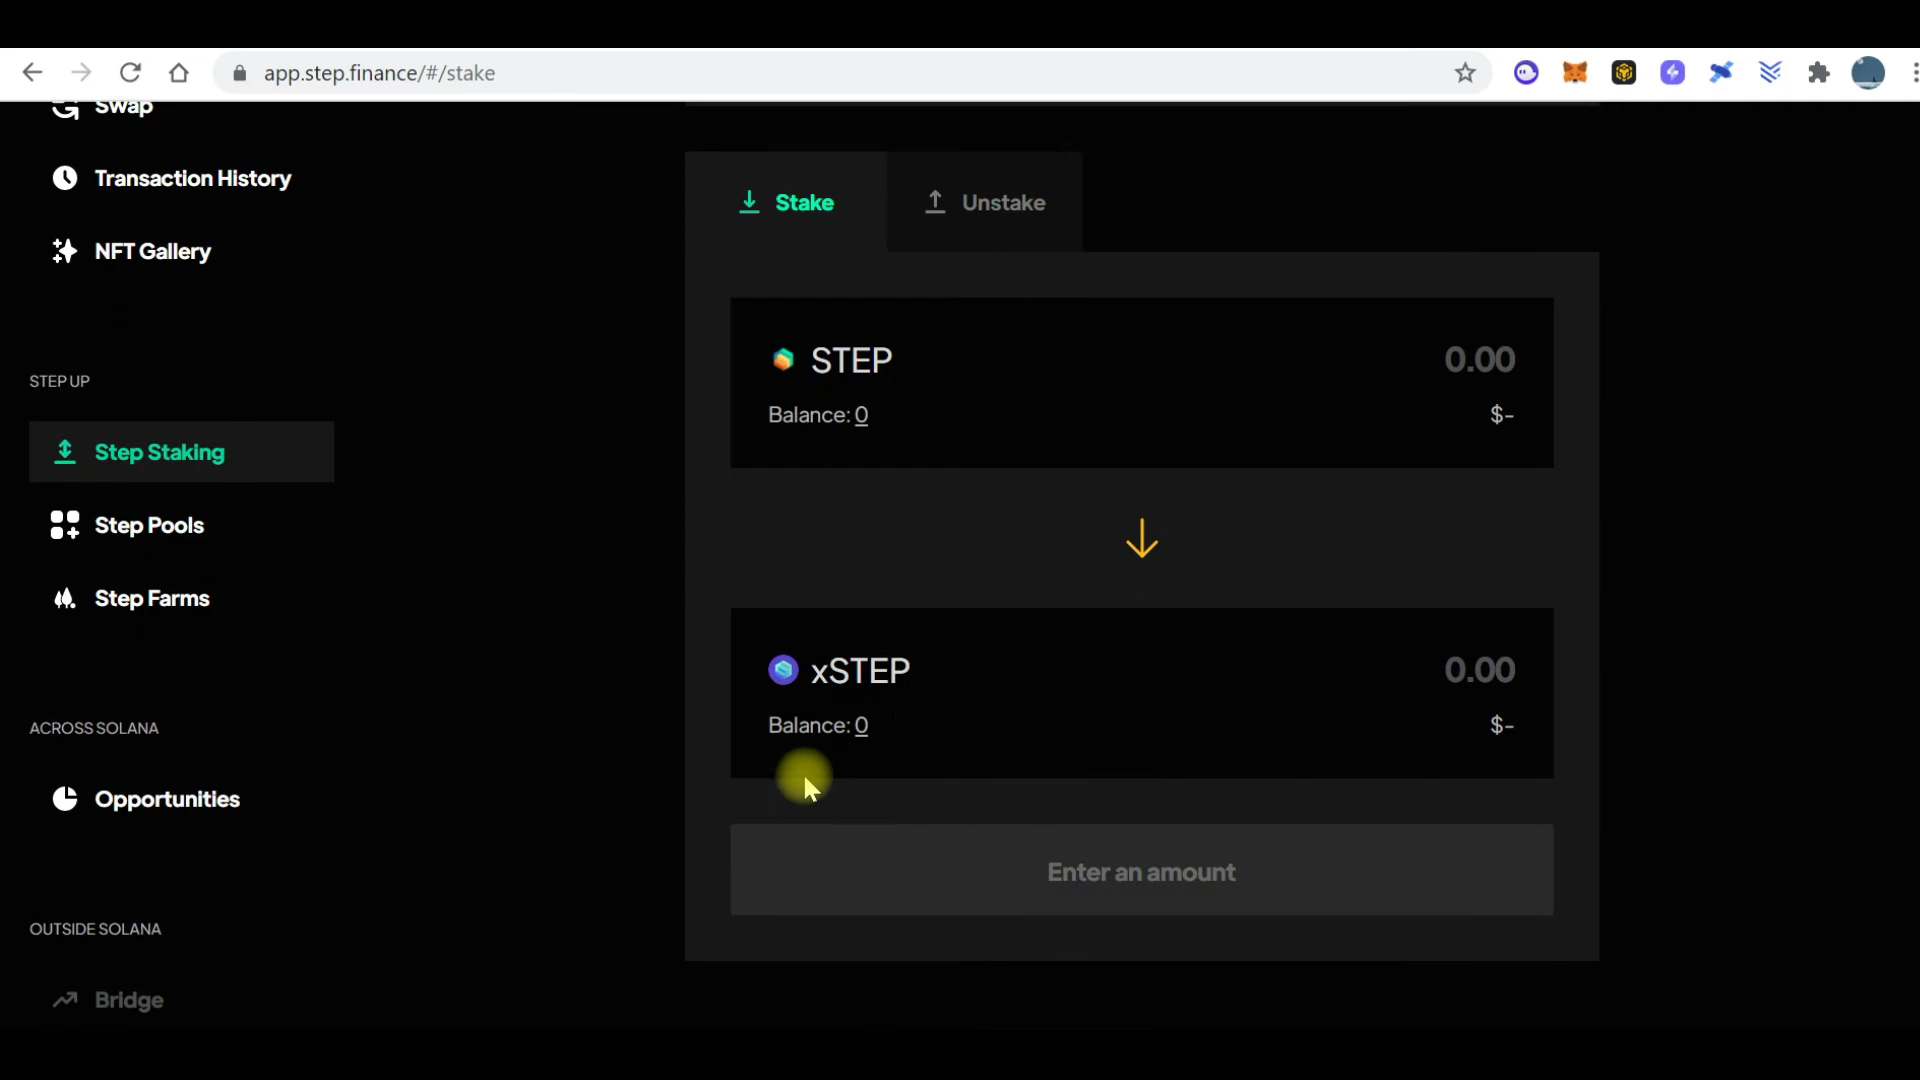 app.step.finance/#/stake
Swap
Transaction History
NFT Gallery
STEP UP
Step Staking
Step Pools
Step Farms
ACROSS SOLANA
Opportunities
OUTSIDE SOLANA
Bridge
Stake
Unstake
STEP
0.00
Balance: 0
$-
xSTEP
0.00
Balance: 0
$-
Enter an amount